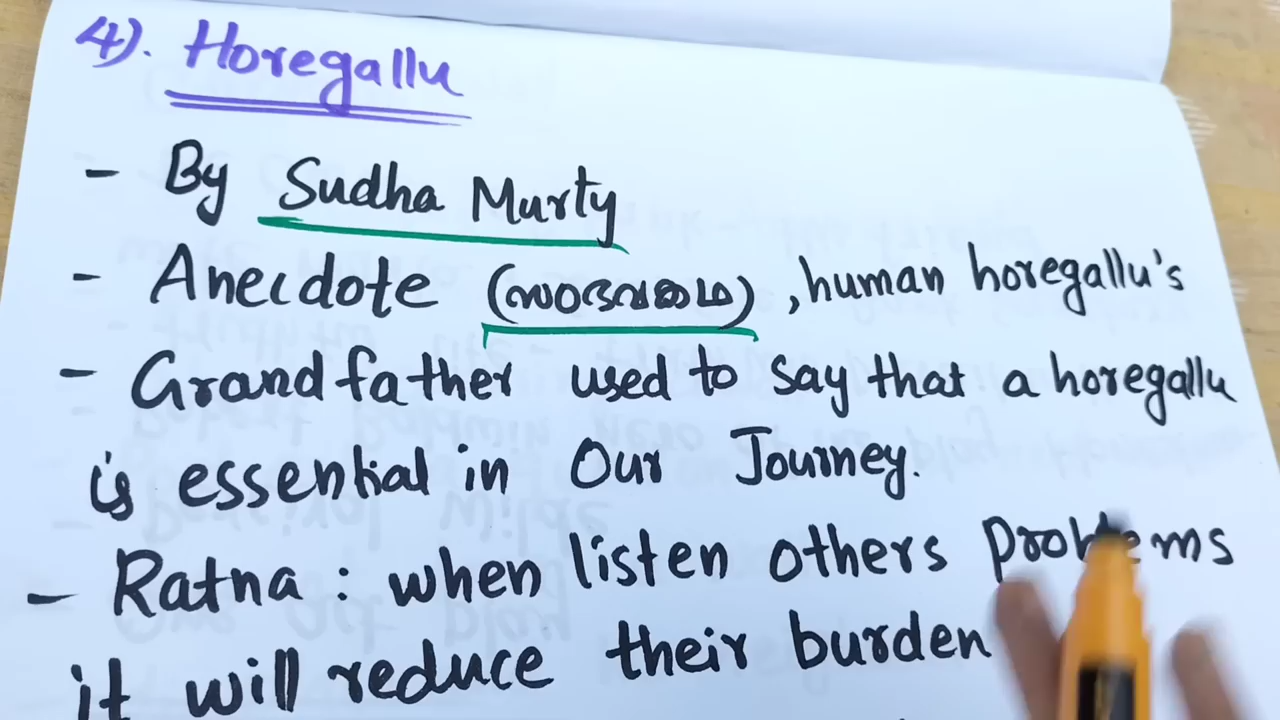 4). Horegallu
- By Sudha Murty
- Anecdote ( ), human horegallu's
- Grandfather used to say that a horegallu
is essential in Our Journey.
- Ratna : when listen others problems
it will reduce their burden